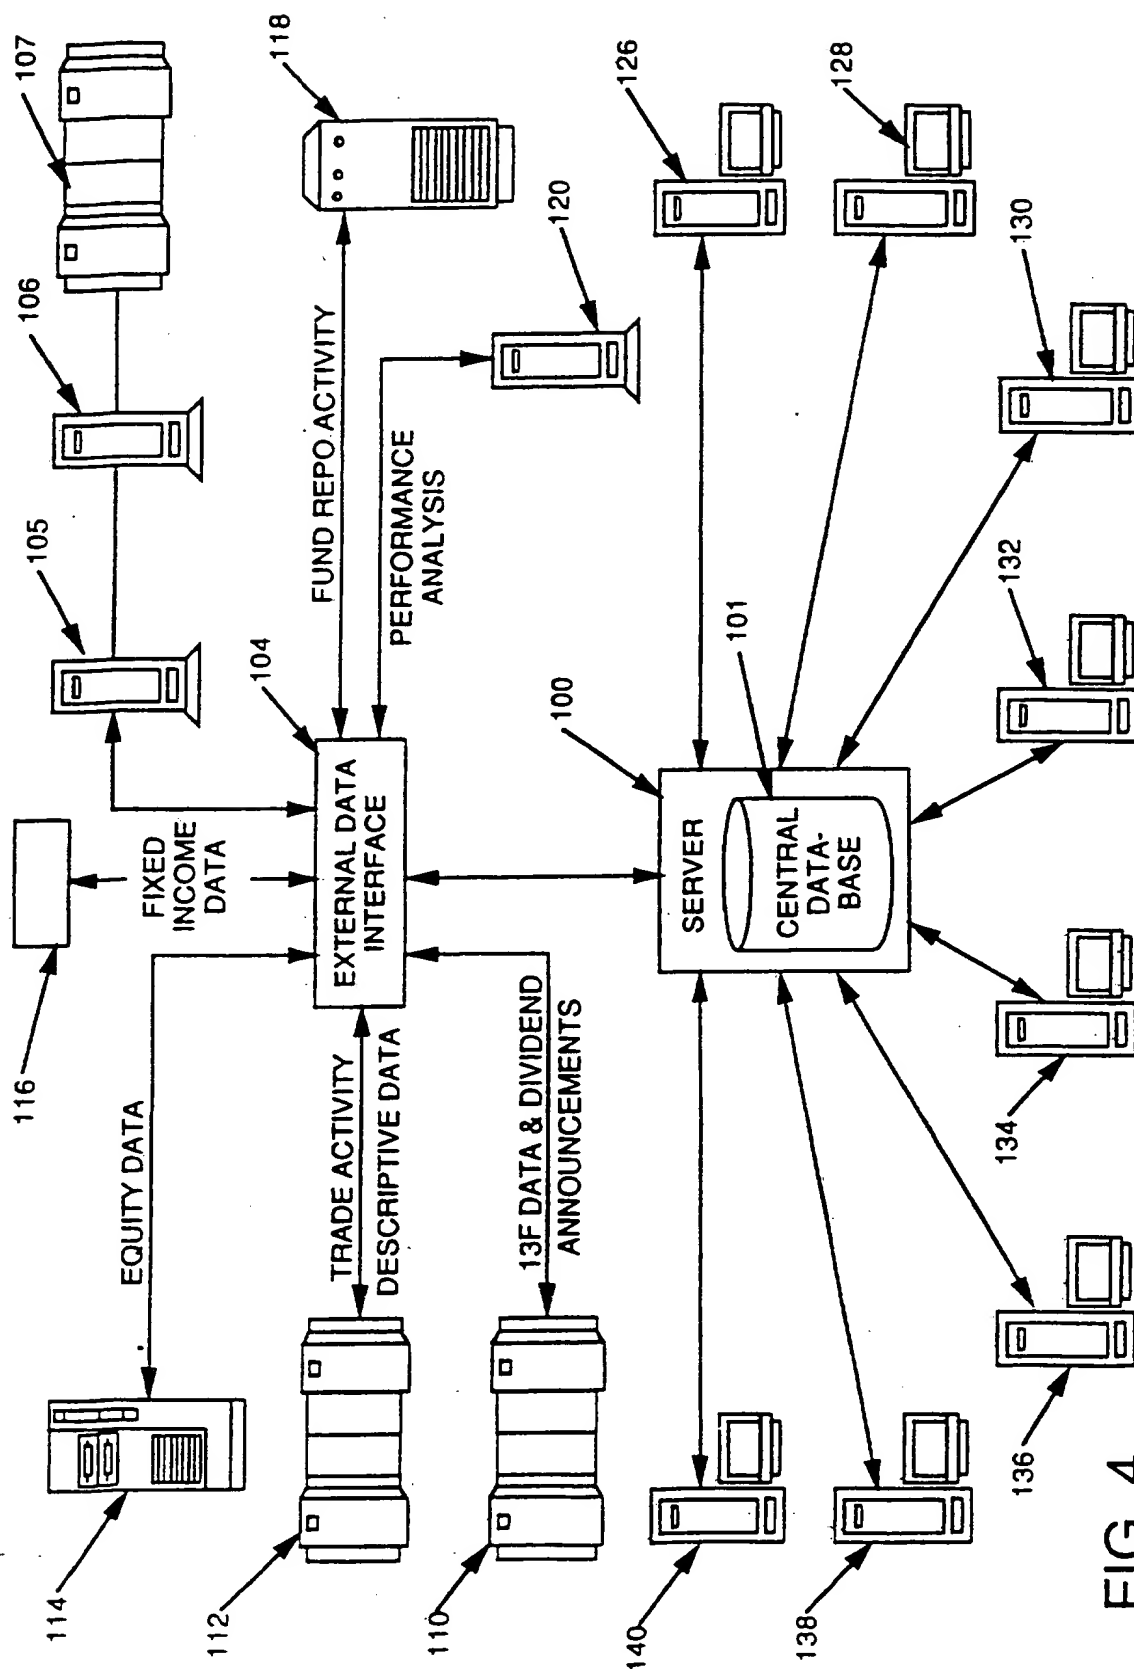 114
EQUITY DATA
116
FIXED
INCOME
DATA
105
106
107
112
TRADE ACTIVITY
DESCRIPTIVE DATA
EXTERNAL DATA
INTERFACE
104
FUND REPO ACTIVITY
118
PERFORMANCE
ANALYSIS
120
110
13F DATA & DIVIDEND
ANNOUNCEMENTS
100
SERVER
101
CENTRAL
DATA-
BASE
126
128
130
132
134
136
138
140
FIG. 4